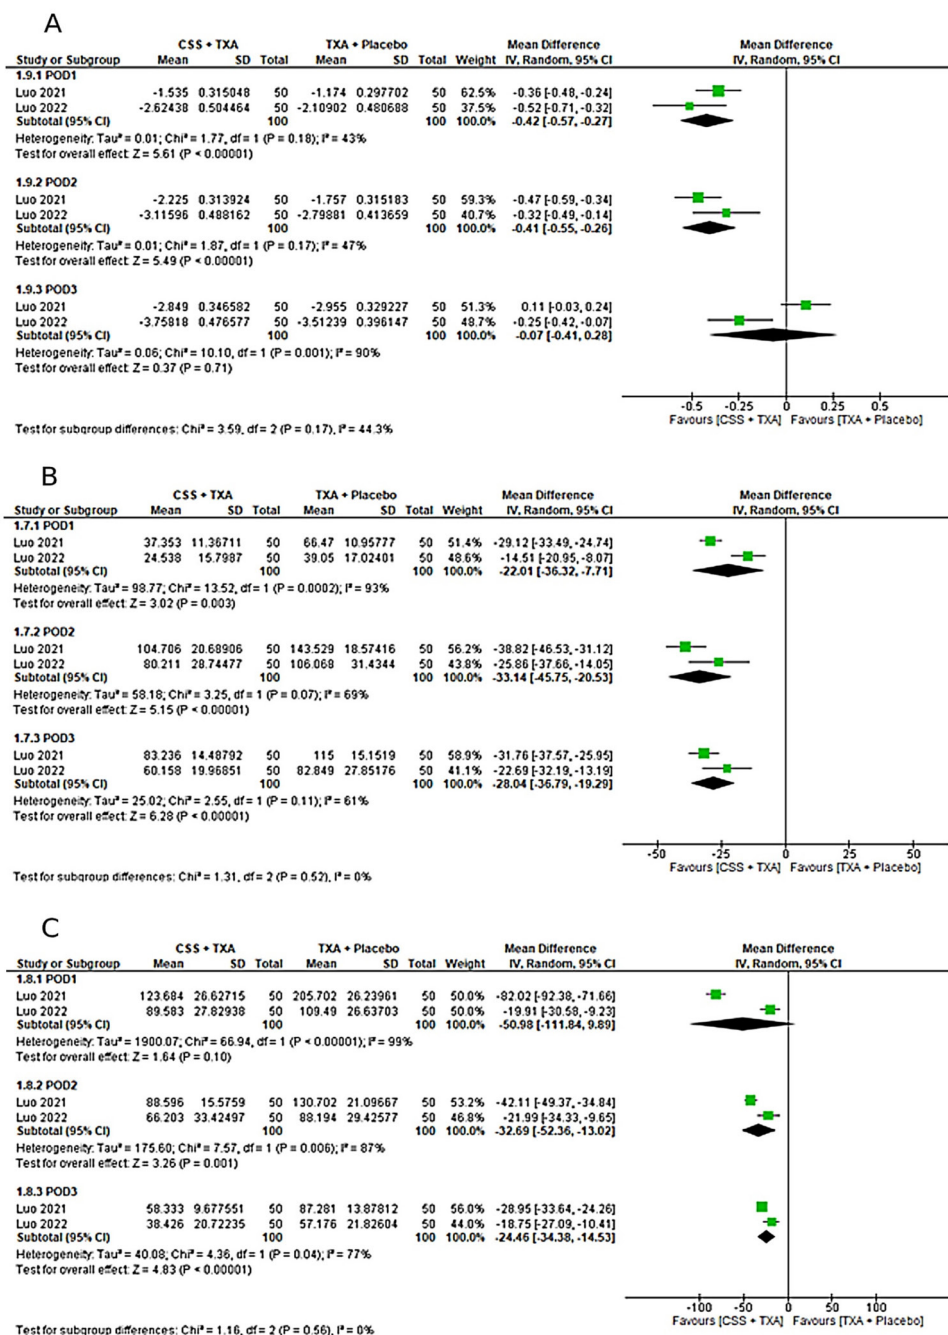 A
CSS + TXA TXA + Placebo Mean Difference Mean Difference
Study or Subgroup Mean SD Total Mean SD Total Weight IV, Random, 95% CI IV, Random, 95% CI
1.9.1 POD1
Luo 2021 -1.535 0.315048 50 -1.174 0.297702 50 62.5% -0.36 [-0.48, -0.24]
Luo 2022 -2.62438 0.504464 50 -2.10902 0.480688 50 37.5% -0.52 [-0.71, -0.32]
Subtotal (95% CI) 100 100 100.0% -0.42 [-0.57, -0.27]
Heterogeneity: Tau² = 0.01; Chi² = 1.77, df = 1 (P = 0.18); I² = 43%
Test for overall effect: Z = 5.61 (P < 0.00001)
1.9.2 POD2
Luo 2021 -2.225 0.313924 50 -1.757 0.315183 50 59.3% -0.47 [-0.59, -0.34]
Luo 2022 -3.11596 0.488162 50 -2.79881 0.413659 50 40.7% -0.32 [-0.49, -0.14]
Subtotal (95% CI) 100 100 100.0% -0.41 [-0.55, -0.26]
Heterogeneity: Tau² = 0.01; Chi² = 1.87, df = 1 (P = 0.17); I² = 47%
Test for overall effect: Z = 5.49 (P < 0.00001)
1.9.3 POD3
Luo 2021 -2.849 0.346582 50 -2.955 0.329227 50 51.3% 0.11 [-0.03, 0.24]
Luo 2022 -3.75818 0.476577 50 -3.51239 0.396147 50 48.7% -0.25 [-0.42, -0.07]
Subtotal (95% CI) 100 100 100.0% -0.07 [-0.41, 0.28]
Heterogeneity: Tau² = 0.06; Chi² = 10.10, df = 1 (P = 0.001); I² = 90%
Test for overall effect: Z = 0.37 (P = 0.71)
-0.5 -0.25 0 0.25 0.5
Favours [CSS + TXA] Favours [TXA + Placebo]
Test for subgroup differences: Chi² = 3.59, df = 2 (P = 0.17), I² = 44.3%
B
CSS + TXA TXA + Placebo Mean Difference Mean Difference
Study or Subgroup Mean SD Total Mean SD Total Weight IV, Random, 95% CI IV, Random, 95% CI
1.7.1 POD1
Luo 2021 37.353 11.36711 50 66.47 10.95777 50 51.4% -29.12 [-33.49, -24.74]
Luo 2022 24.538 15.7987 50 39.05 17.02401 50 48.6% -14.51 [-20.95, -8.07]
Subtotal (95% CI) 100 100 100.0% -22.01 [-36.32, -7.71]
Heterogeneity: Tau² = 98.77; Chi² = 13.52, df = 1 (P = 0.0002); I² = 93%
Test for overall effect: Z = 3.02 (P = 0.003)
1.7.2 POD2
Luo 2021 104.706 20.68906 50 143.529 18.57416 50 56.2% -38.82 [-46.53, -31.12]
Luo 2022 80.211 28.74477 50 106.068 31.4344 50 43.8% -25.86 [-37.66, -14.05]
Subtotal (95% CI) 100 100 100.0% -33.14 [-45.75, -20.53]
Heterogeneity: Tau² = 58.18; Chi² = 3.25, df = 1 (P = 0.07); I² = 69%
Test for overall effect: Z = 5.15 (P < 0.00001)
1.7.3 POD3
Luo 2021 83.236 14.48792 50 115 15.1519 50 58.9% -31.76 [-37.57, -25.95]
Luo 2022 60.158 19.96851 50 82.849 27.85176 50 41.1% -22.69 [-32.19, -13.19]
Subtotal (95% CI) 100 100 100.0% -28.04 [-36.79, -19.29]
Heterogeneity: Tau² = 25.02; Chi² = 2.55, df = 1 (P = 0.11); I² = 61%
Test for overall effect: Z = 6.28 (P < 0.00001)
-50 -25 0 25 50
Favours [CSS + TXA] Favours [TXA + Placebo]
Test for subgroup differences: Chi² = 1.31, df = 2 (P = 0.52), I² = 0%
C
CSS + TXA TXA + Placebo Mean Difference Mean Difference
Study or Subgroup Mean SD Total Mean SD Total Weight IV, Random, 95% CI IV, Random, 95% CI
1.8.1 POD1
Luo 2021 123.684 26.62715 50 205.702 26.23961 50 50.0% -82.02 [-92.38, -71.66]
Luo 2022 89.583 27.82938 50 109.49 26.63703 50 50.0% -19.91 [-30.58, -9.23]
Subtotal (95% CI) 100 100 100.0% -50.98 [-111.84, 9.89]
Heterogeneity: Tau² = 1900.07; Chi² = 66.94, df = 1 (P < 0.00001); I² = 99%
Test for overall effect: Z = 1.64 (P = 0.10)
1.8.2 POD2
Luo 2021 88.596 15.5759 50 130.702 21.09667 50 53.2% -42.11 [-49.37, -34.84]
Luo 2022 66.203 33.42497 50 88.194 29.42577 50 46.8% -21.99 [-34.33, -9.65]
Subtotal (95% CI) 100 100 100.0% -32.69 [-52.36, -13.02]
Heterogeneity: Tau² = 175.60; Chi² = 7.57, df = 1 (P = 0.006); I² = 87%
Test for overall effect: Z = 3.26 (P = 0.001)
1.8.3 POD3
Luo 2021 58.333 9.677551 50 87.281 13.87812 50 56.0% -28.95 [-33.64, -24.26]
Luo 2022 38.426 20.72235 50 57.176 21.82604 50 44.0% -18.75 [-27.09, -10.41]
Subtotal (95% CI) 100 100 100.0% -24.46 [-34.38, -14.53]
Heterogeneity: Tau² = 40.08; Chi² = 4.36, df = 1 (P = 0.04); I² = 77%
Test for overall effect: Z = 4.83 (P < 0.00001)
-100 -50 0 50 100
Favours [CSS + TXA] Favours [TXA + Placebo]
Test for subgroup differences: Chi² = 1.16, df = 2 (P = 0.56), I² = 0%